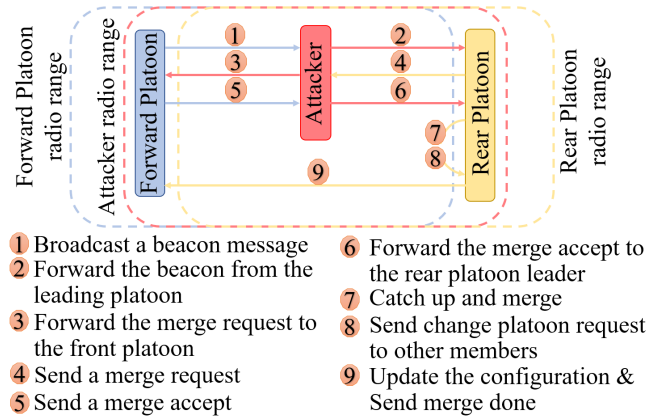 Forward Platoon
radio range
Attacker radio range
Forward Platoon
Attacker
Rear Platoon
Rear Platoon
radio range
1
2
3
4
5
6
7
8
9
1 Broadcast a beacon message
2 Forward the beacon from the
leading platoon
3 Forward the merge request to
the front platoon
4 Send a merge request
5 Send a merge accept
6 Forward the merge accept to
the rear platoon leader
7 Catch up and merge
8 Send change platoon request
to other members
9 Update the configuration &
Send merge done